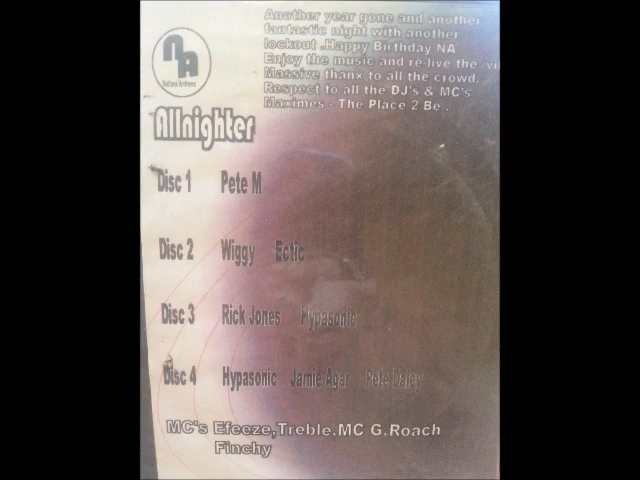 Another year gone and another
fantastic night with another
lockout .Happy Birthday NA
Enjoy the music and re-live the
Massive thanx to all the crowd.
Respect to all the DJ's & MC's
Maximes - The Place 2 Be .
NA
National Anthems
Allnighter
Disc 1 Pete M
Disc 2 Wiggy Ectic
Disc 3 Rick Jones Hypasonic
Disc 4 Hypasonic Jamie Agar Pete Daley
MC's Efeeze,Treble.MC G.Roach
Finchy